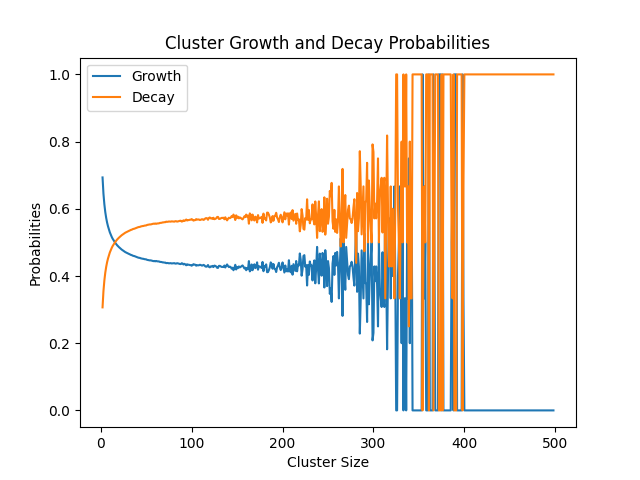 Cluster Growth and Decay Probabilities
Growth
Decay
1.0
0.8
0.6
0.4
0.2
0.0
Probabilities
0
100
200
300
400
500
Cluster Size